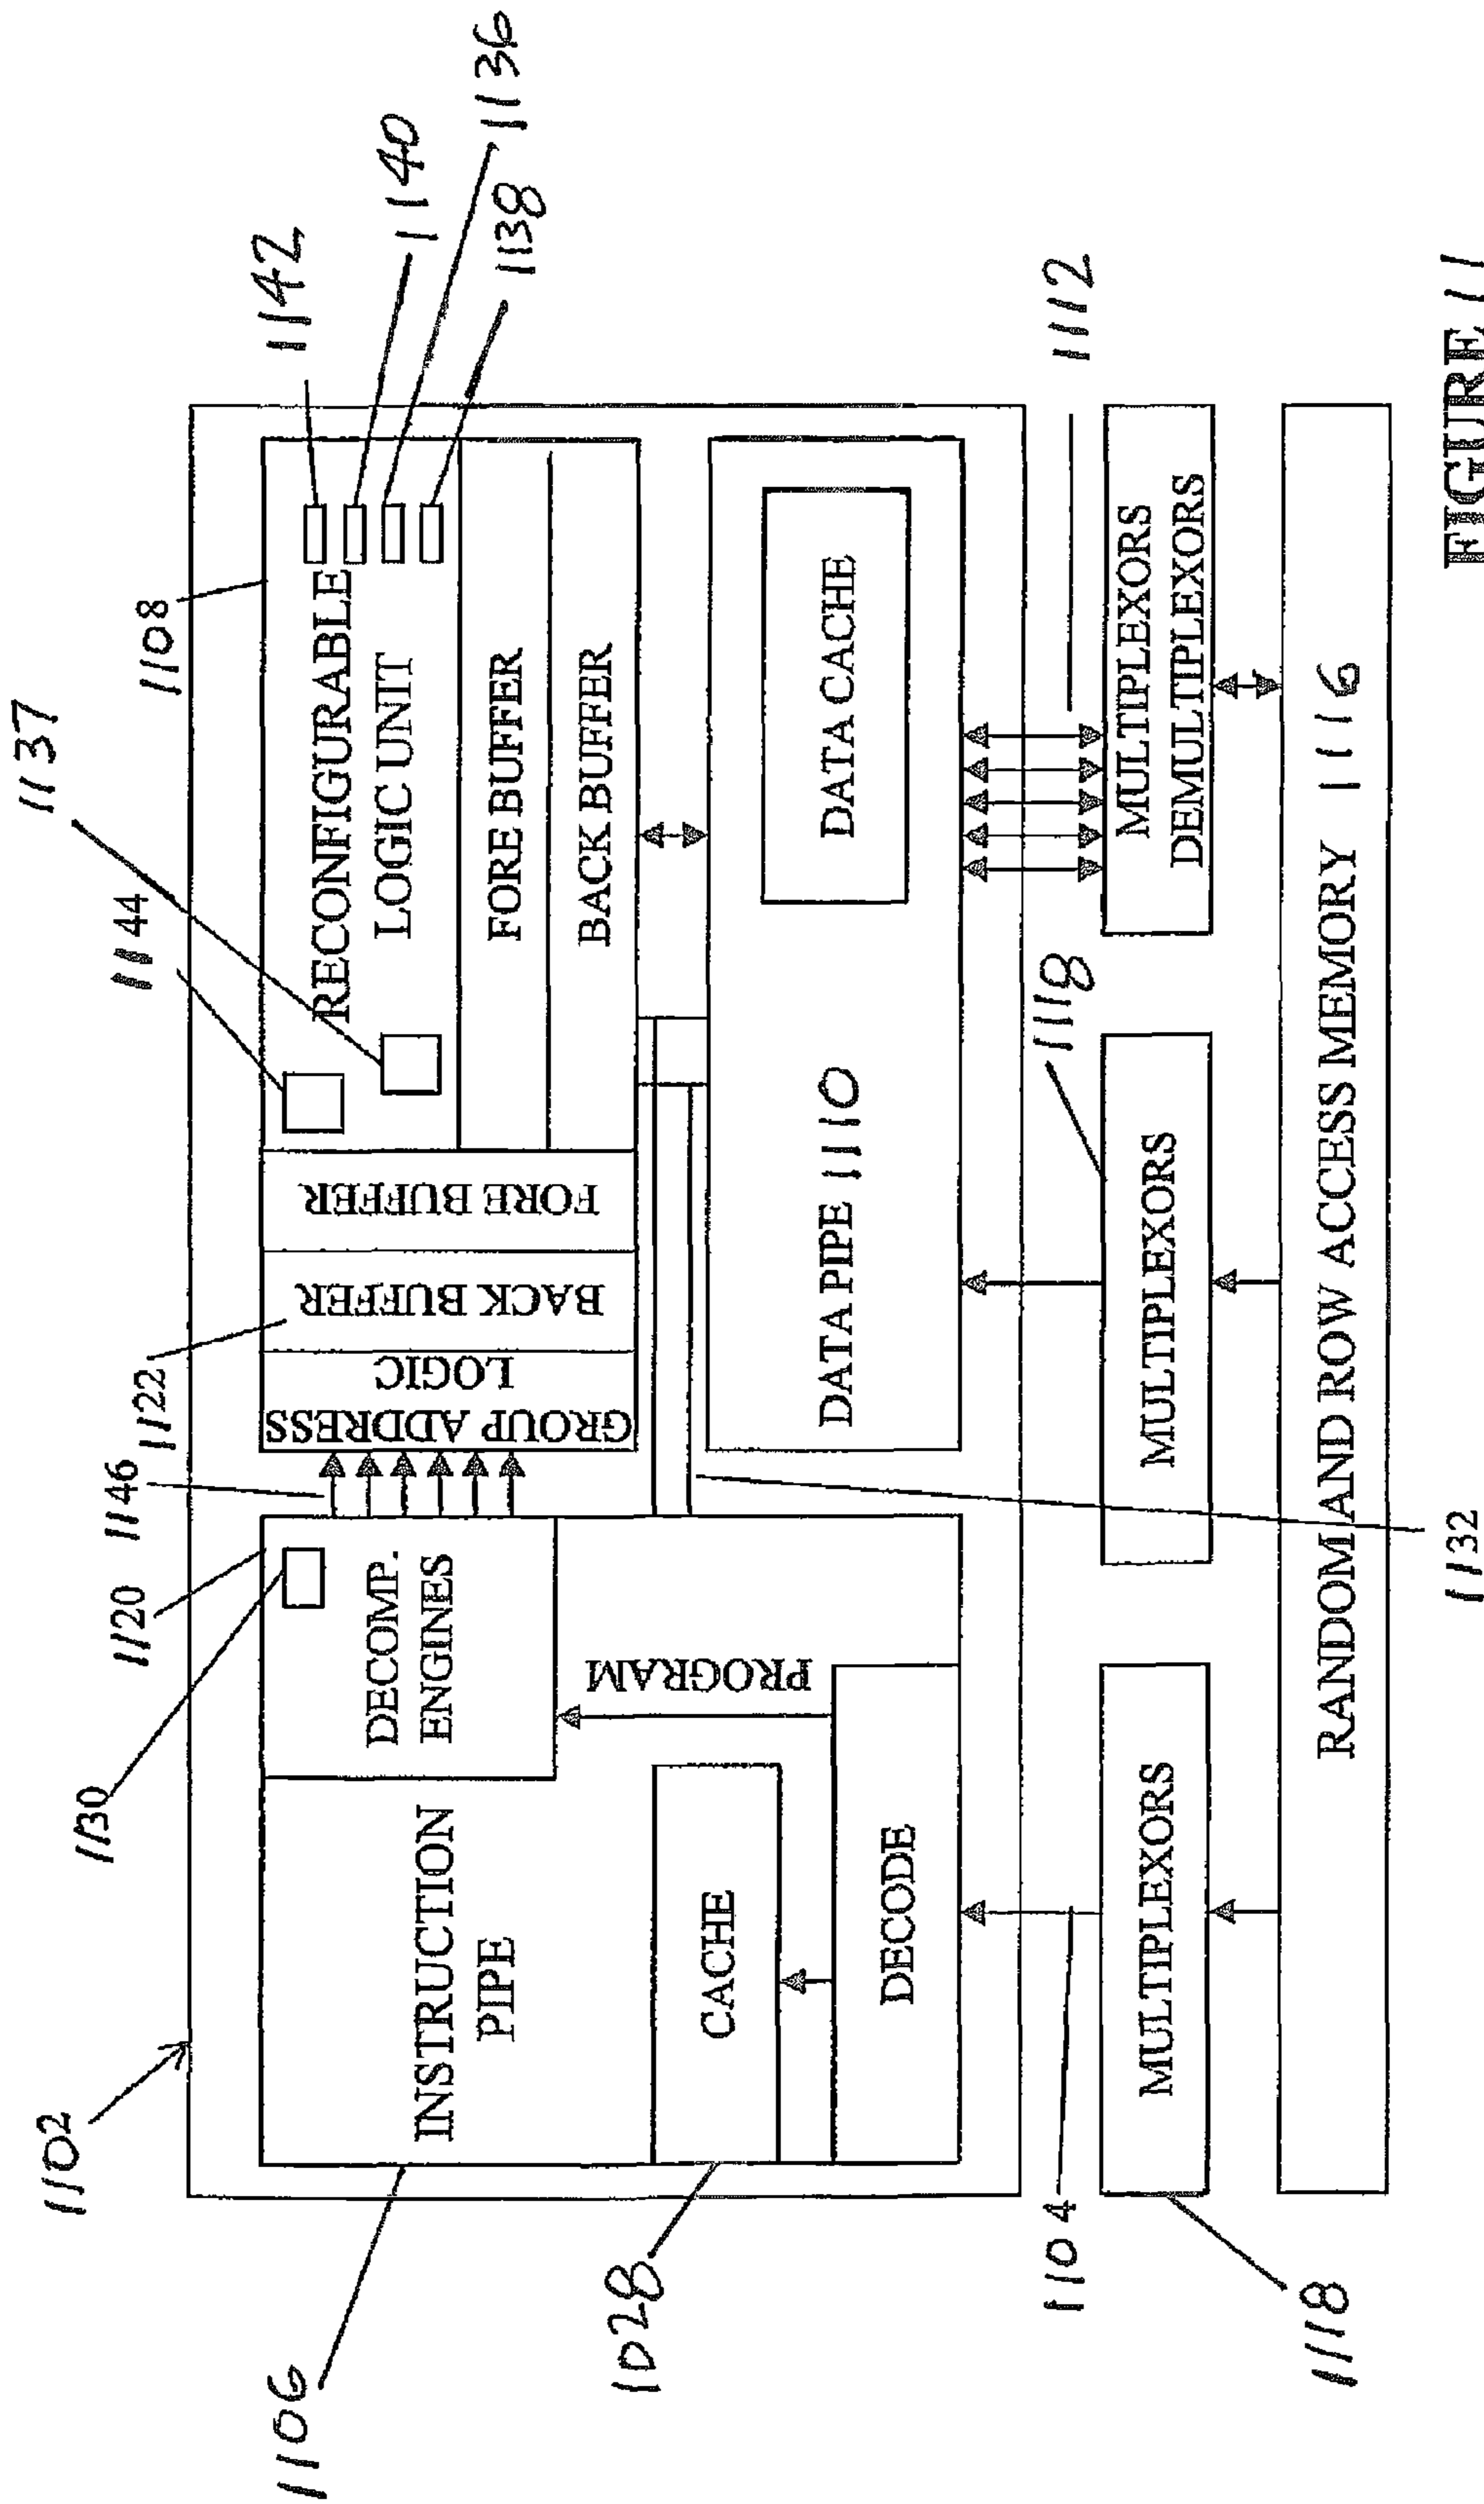 1102
1130
1120
1146
1122
1144
1137
1108
1142
1140
1136
1138
1106
INSTRUCTION
PIPE
DECOMP.
ENGINES
PROGRAM
CACHE
DECODE
1028
GROUP ADDRESS
LOGIC
BACK BUFFER
FORE BUFFER
RECONFIGURABLE
LOGIC UNIT
FORE BUFFER
BACK BUFFER
DATA PIPE 1110
DATA CACHE
1104
1118
1112
MULTIPLEXORS
MULTIPLEXORS
MULTIPLEXORS
DEMULTIPLEXORS
1118
RANDOM AND ROW ACCESS MEMORY 1116
1132
FIGURE 11